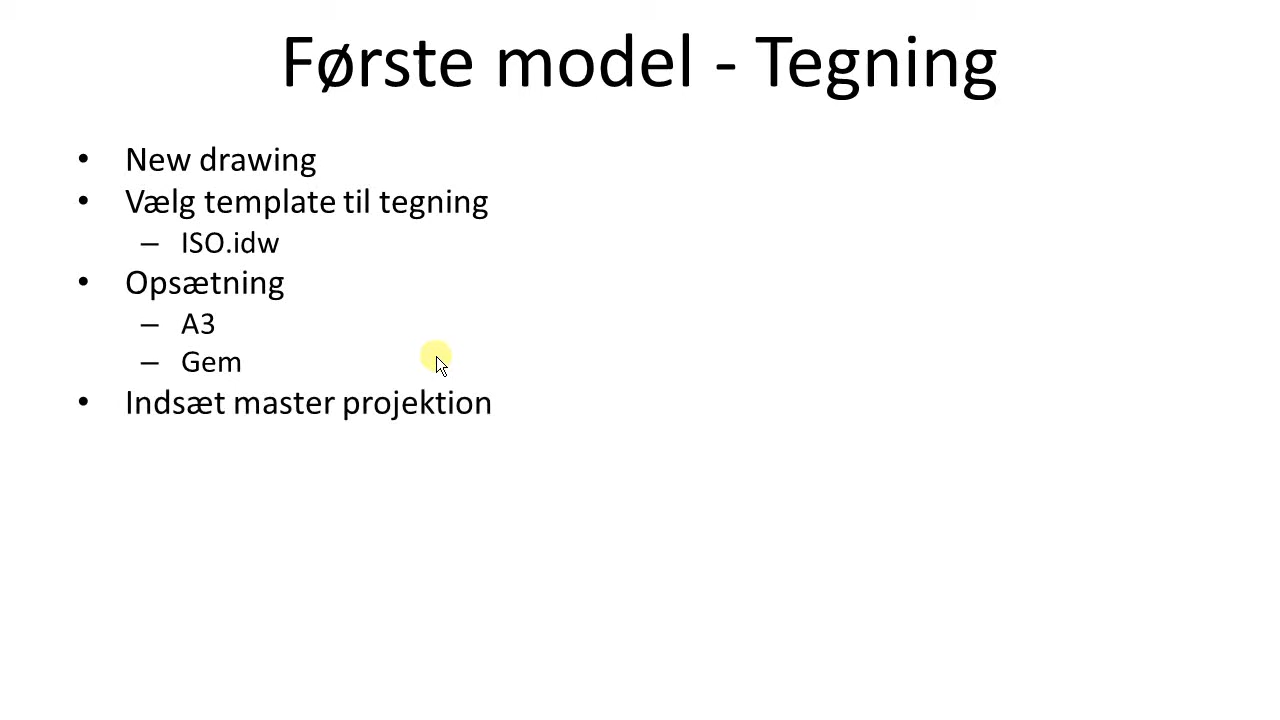 Første model - Tegning
• New drawing
• Vælg template til tegning
– ISO.idw
• Opsætning
– A3
– Gem
• Indsæt master projektion